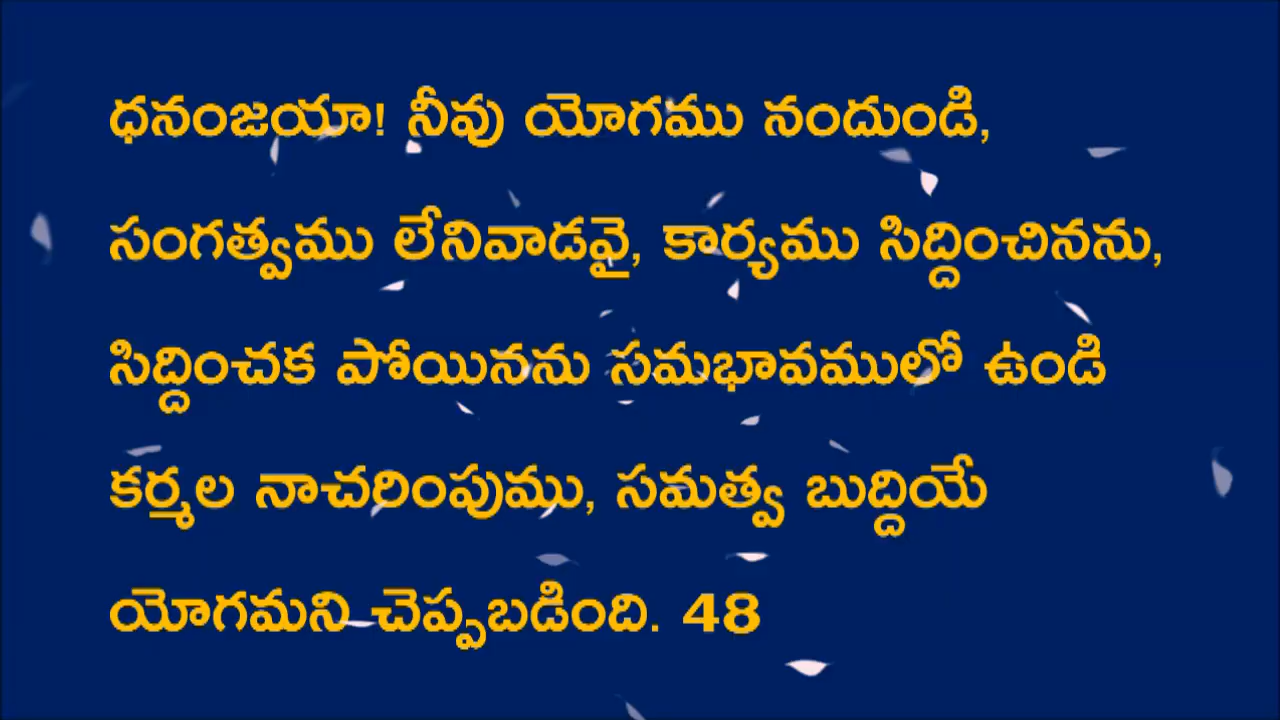 ధనంజయా! నీవు యోగము నందుండి,
సంగత్వము లేనివాడవై, కార్యము సిద్దించినను,
సిద్దించక పోయినను సమభావములో ఉండి
కర్మల నాచరింపుము, సమత్వ బుద్దియే
యోగమని చెప్పబడింది. 48